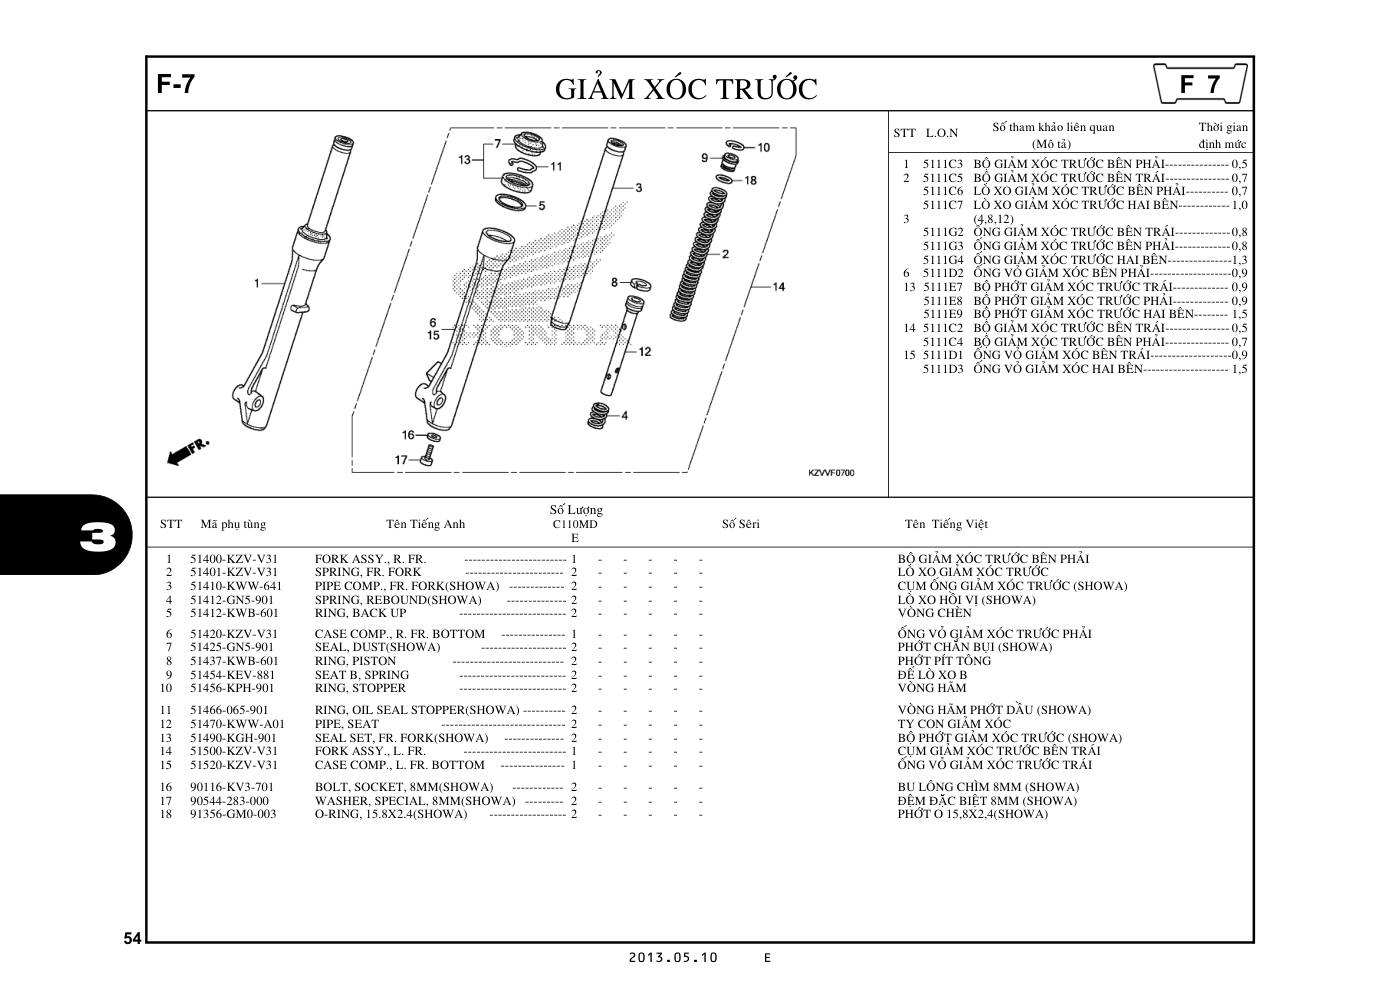 F-7
GIẢM XÓC TRƯỚC
F 7
STT L.O.N Số tham khảo liên quan Thời gian
(Mô tả) định mức
1 5111C3 BỘ GIẢM XÓC TRƯỚC BÊN PHẢI--------------- 0,5
2 5111C5 BỘ GIẢM XÓC TRƯỚC BÊN TRÁI--------------- 0,7
5111C6 LÒ XO GIẢM XÓC TRƯỚC BÊN PHẢI---------- 0,7
5111C7 LÒ XO GIẢM XÓC TRƯỚC HAI BÊN------------ 1,0
3 (4,8,12)
5111G2 ỐNG GIẢM XÓC TRƯỚC BÊN TRÁI-------------0,8
5111G3 ỐNG GIẢM XÓC TRƯỚC BÊN PHẢI-------------0,8
5111G4 ỐNG GIẢM XÓC TRƯỚC HAI BÊN---------------1,3
6 5111D2 ỐNG VỎ GIẢM XÓC BÊN PHẢI-------------------0,9
13 5111E7 BỘ PHỚT GIẢM XÓC TRƯỚC TRÁI------------- 0,9
5111E8 BỘ PHỚT GIẢM XÓC TRƯỚC PHẢI------------- 0,9
5111E9 BỘ PHỚT GIẢM XÓC TRƯỚC HAI BÊN-------- 1,5
14 5111C2 BỘ GIẢM XÓC TRƯỚC BÊN TRÁI--------------- 0,5
5111C4 BỘ GIẢM XÓC TRƯỚC BÊN PHẢI--------------- 0,7
15 5111D1 ỐNG VỎ GIẢM XÓC BÊN TRÁI-------------------0,9
5111D3 ỐNG VỎ GIẢM XÓC HAI BÊN-------------------- 1,5
7
13
11
5
3
10
9
18
2
1
8
14
6
15
12
4
16
17
HONDA
FR.
KZVVF0700
3
STT Mã phụ tùng Tên Tiếng Anh Số Lượng Số Sêri Tên Tiếng Việt
C110MD
E
1 51400-KZV-V31 FORK ASSY., R. FR. ------------------------ 1 - - - - - BỘ GIẢM XÓC TRƯỚC BÊN PHẢI
2 51401-KZV-V31 SPRING, FR. FORK ----------------------- 2 - - - - - LÒ XO GIẢM XÓC TRƯỚC
3 51410-KWW-641 PIPE COMP., FR. FORK(SHOWA) ------------- 2 - - - - - CỤM ỐNG GIẢM XÓC TRƯỚC (SHOWA)
4 51412-GN5-901 SPRING, REBOUND(SHOWA) -------------- 2 - - - - - LÒ XO HỒI VỊ (SHOWA)
5 51412-KWB-601 RING, BACK UP ------------------------- 2 - - - - - VÒNG CHÈN
6 51420-KZV-V31 CASE COMP., R. FR. BOTTOM --------------- 1 - - - - - ỐNG VỎ GIẢM XÓC TRƯỚC PHẢI
7 51425-GN5-901 SEAL, DUST(SHOWA) -------------------- 2 - - - - - PHỚT CHẮN BỤI (SHOWA)
8 51437-KWB-601 RING, PISTON -------------------------- 2 - - - - - PHỚT PÍT TÔNG
9 51454-KEV-881 SEAT B, SPRING ------------------------- 2 - - - - - ĐẾ LÒ XO B
10 51456-KPH-901 RING, STOPPER ------------------------- 2 - - - - - VÒNG HÃM
11 51466-065-901 RING, OIL SEAL STOPPER(SHOWA) ---------- 2 - - - - - VÒNG HÃM PHỚT DẦU (SHOWA)
12 51470-KWW-A01 PIPE, SEAT ----------------------------- 2 - - - - - TY CON GIẢM XÓC
13 51490-KGH-901 SEAL SET, FR. FORK(SHOWA) -------------- 2 - - - - - BỘ PHỚT GIẢM XÓC TRƯỚC (SHOWA)
14 51500-KZV-V31 FORK ASSY., L. FR. ------------------------ 1 - - - - - CỤM GIẢM XÓC TRƯỚC BÊN TRÁI
15 51520-KZV-V31 CASE COMP., L. FR. BOTTOM --------------- 1 - - - - - ỐNG VỎ GIẢM XÓC TRƯỚC TRÁI
16 90116-KV3-701 BOLT, SOCKET, 8MM(SHOWA) ------------ 2 - - - - - BU LÔNG CHÌM 8MM (SHOWA)
17 90544-283-000 WASHER, SPECIAL, 8MM(SHOWA) --------- 2 - - - - - ĐỆM ĐẶC BIỆT 8MM (SHOWA)
18 91356-GM0-003 O-RING, 15.8X2.4(SHOWA) ------------------ 2 - - - - - PHỚT O 15,8X2,4(SHOWA)
54
2013.05.10 E